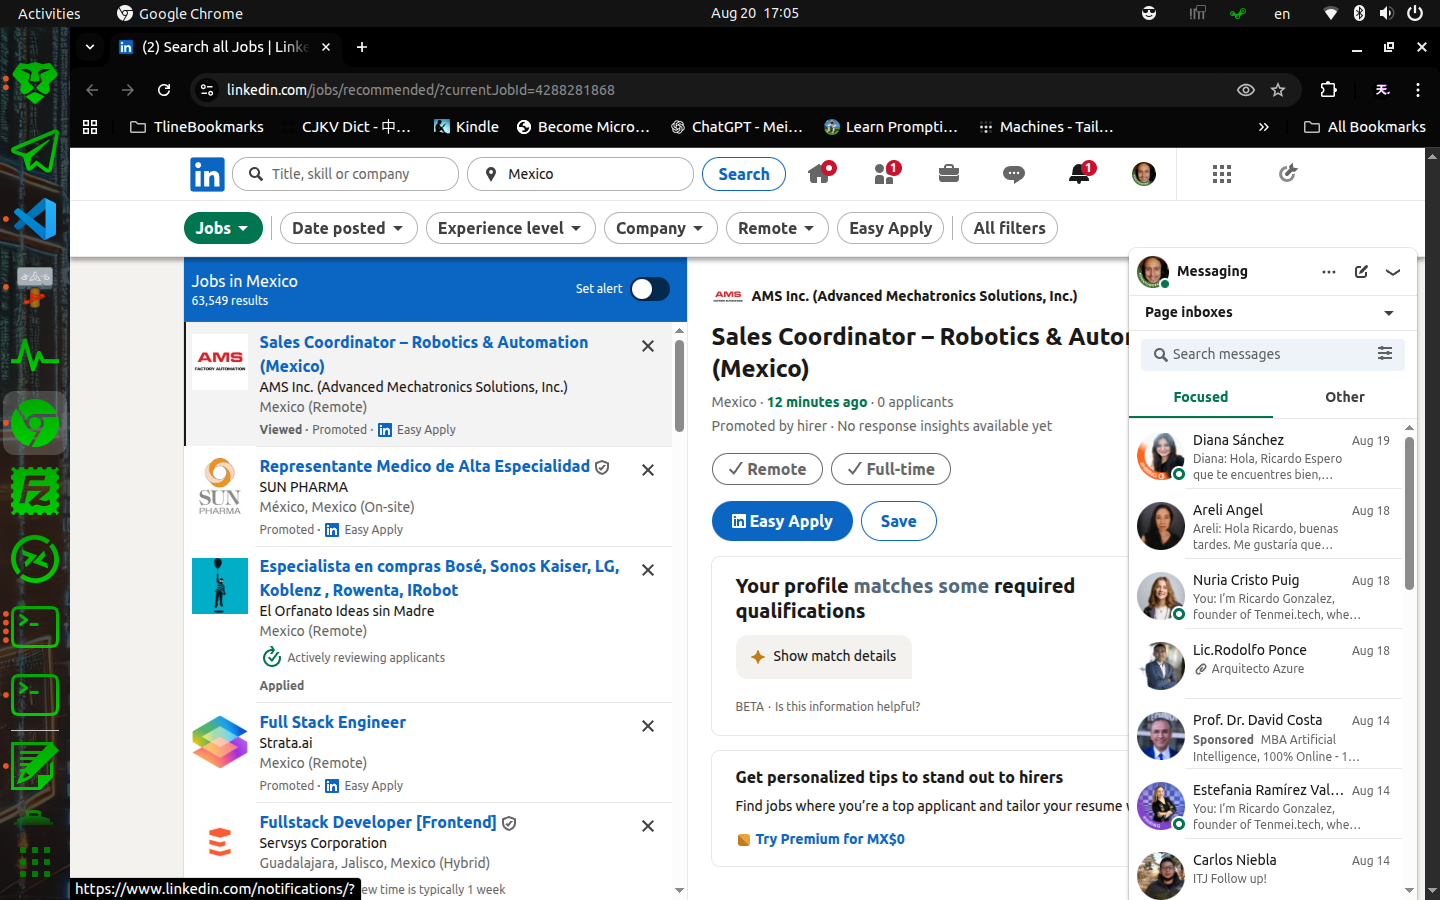 Activities
Google Chrome
Aug 20 17:05
en
(2) Search all Jobs | Linke
linkedin.com/jobs/recommended/?currentJobId=4288281868
TlineBookmarks
CJKV Dict - 中...
Kindle
Become Micro...
ChatGPT - Mei...
Learn Prompti...
Machines - Tail...
All Bookmarks
Title, skill or company
Mexico
Search
1
1
Jobs
Date posted
Experience level
Company
Remote
Easy Apply
All filters
Jobs in Mexico
63,549 results
Set alert
AMS
FACTORY AUTOMATION
Sales Coordinator – Robotics & Automation
(Mexico)
AMS Inc. (Advanced Mechatronics Solutions, Inc.)
Mexico (Remote)
Viewed · Promoted · Easy Apply
SUN
PHARMA
Representante Medico de Alta Especialidad
SUN PHARMA
México, Mexico (On-site)
Promoted · Easy Apply
Especialista en compras Bosé, Sonos Kaiser, LG,
Koblenz , Rowenta, IRobot
El Orfanato Ideas sin Madre
Mexico (Remote)
Actively reviewing applicants
Applied
Full Stack Engineer
Strata.ai
Mexico (Remote)
Promoted · Easy Apply
Fullstack Developer [Frontend]
Servsys Corporation
Guadalajara, Jalisco, Mexico (Hybrid)
ew time is typically 1 week
https://www.linkedin.com/notifications/?
AMS
AMS Inc. (Advanced Mechatronics Solutions, Inc.)
Sales Coordinator – Robotics & Autor
(Mexico)
Mexico · 12 minutes ago · 0 applicants
Promoted by hirer · No response insights available yet
Remote
Full-time
Easy Apply
Save
Your profile matches some required
qualifications
Show match details
BETA · Is this information helpful?
Get personalized tips to stand out to hirers
Find jobs where you're a top applicant and tailor your resume
Try Premium for MX$0
Messaging
Page inboxes
Search messages
Focused
Other
Diana Sánchez
Aug 19
Diana: Hola, Ricardo Espero
que te encuentres bien,...
Areli Angel
Aug 18
Areli: Hola Ricardo, buenas
tardes. Me gustaría que...
Nuria Cristo Puig
Aug 18
You: I'm Ricardo Gonzalez,
founder of Tenmei.tech, whe...
Lic.Rodolfo Ponce
Aug 18
Arquitecto Azure
Prof. Dr. David Costa
Aug 14
Sponsored MBA Artificial
Intelligence, 100% Online - 1...
Estefania Ramírez Val...
Aug 14
You: I'm Ricardo Gonzalez,
founder of Tenmei.tech, whe...
Carlos Niebla
Aug 14
ITJ Follow up!